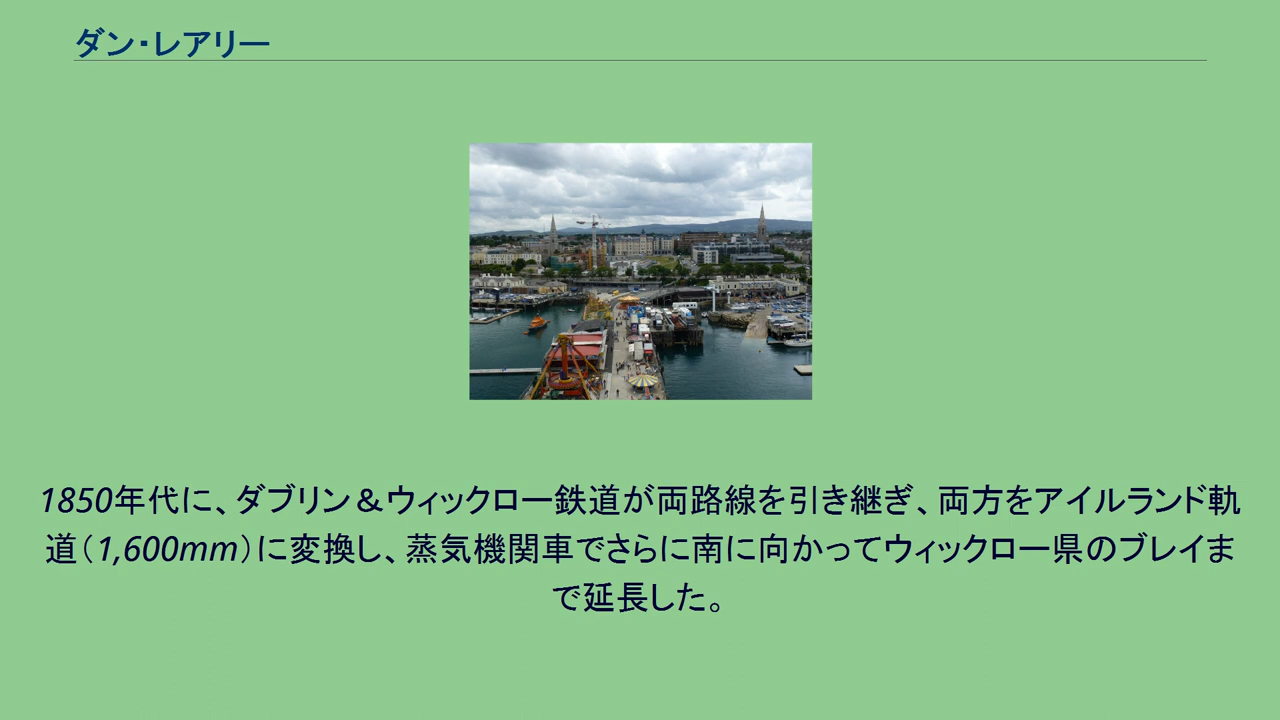 ダン・レアリー
1850年代に、ダブリン＆ウィックロー鉄道が両路線を引き継ぎ、両方をアイルランド軌
道（1,600mm）に変換し、蒸気機関車でさらに南に向かってウィックロー県のブレイま
で延長した。